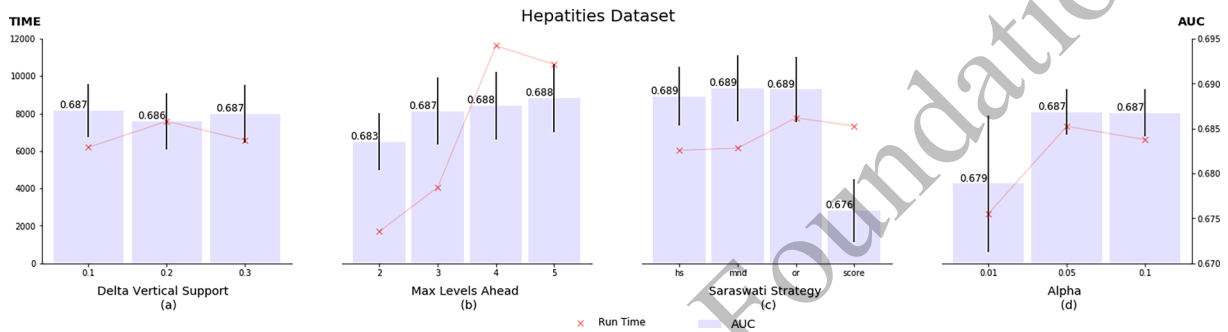 Hepatities Dataset
TIME
AUC
12000
10000
8000
6000
4000
2000
0
0.687
0.686
0.687
0.1
0.2
0.3
Delta Vertical Support
(a)
0.683
0.687
0.688
0.688
2
3
4
5
Max Levels Ahead
(b)
0.689
0.689
0.689
0.676
hs
mnd
or
score
Saraswati Strategy
(c)
0.679
0.687
0.687
0.01
0.05
0.1
Alpha
(d)
0.695
0.690
0.685
0.680
0.675
0.670
Run Time
AUC
Foundatio